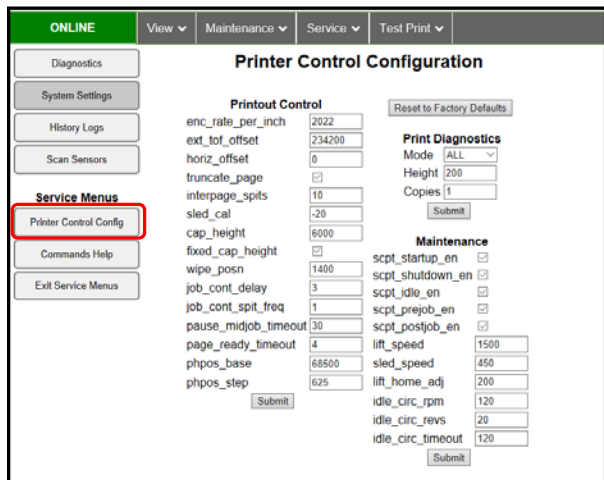 ONLINE
View
Maintenance
Service
Test Print
Diagnostics
System Settings
History Logs
Scan Sensors
Service Menus
Printer Control Config
Commands Help
Exit Service Menus
Printer Control Configuration
Printout Control
enc_rate_per_inch 2022
ext_tof_offset 234200
horiz_offset 0
truncate_page
interpage_spits 10
sled_cal -20
cap_height 6000
fixed_cap_height
wipe_posn 1400
job_cont_delay 3
job_cont_spit_freq 1
pause_midjob_timeout 30
page_ready_timeout 4
phpos_base 68500
phpos_step 625
Submit
Reset to Factory Defaults
Print Diagnostics
Mode ALL
Height 200
Copies 1
Submit
Maintenance
scpt_startup_en
scpt_shutdown_en
scpt_idle_en
scpt_prejob_en
scpt_postjob_en
lift_speed 1500
sled_speed 450
lift_home_adj 200
idle_circ_rpm 120
idle_circ_revs 20
idle_circ_timeout 120
Submit